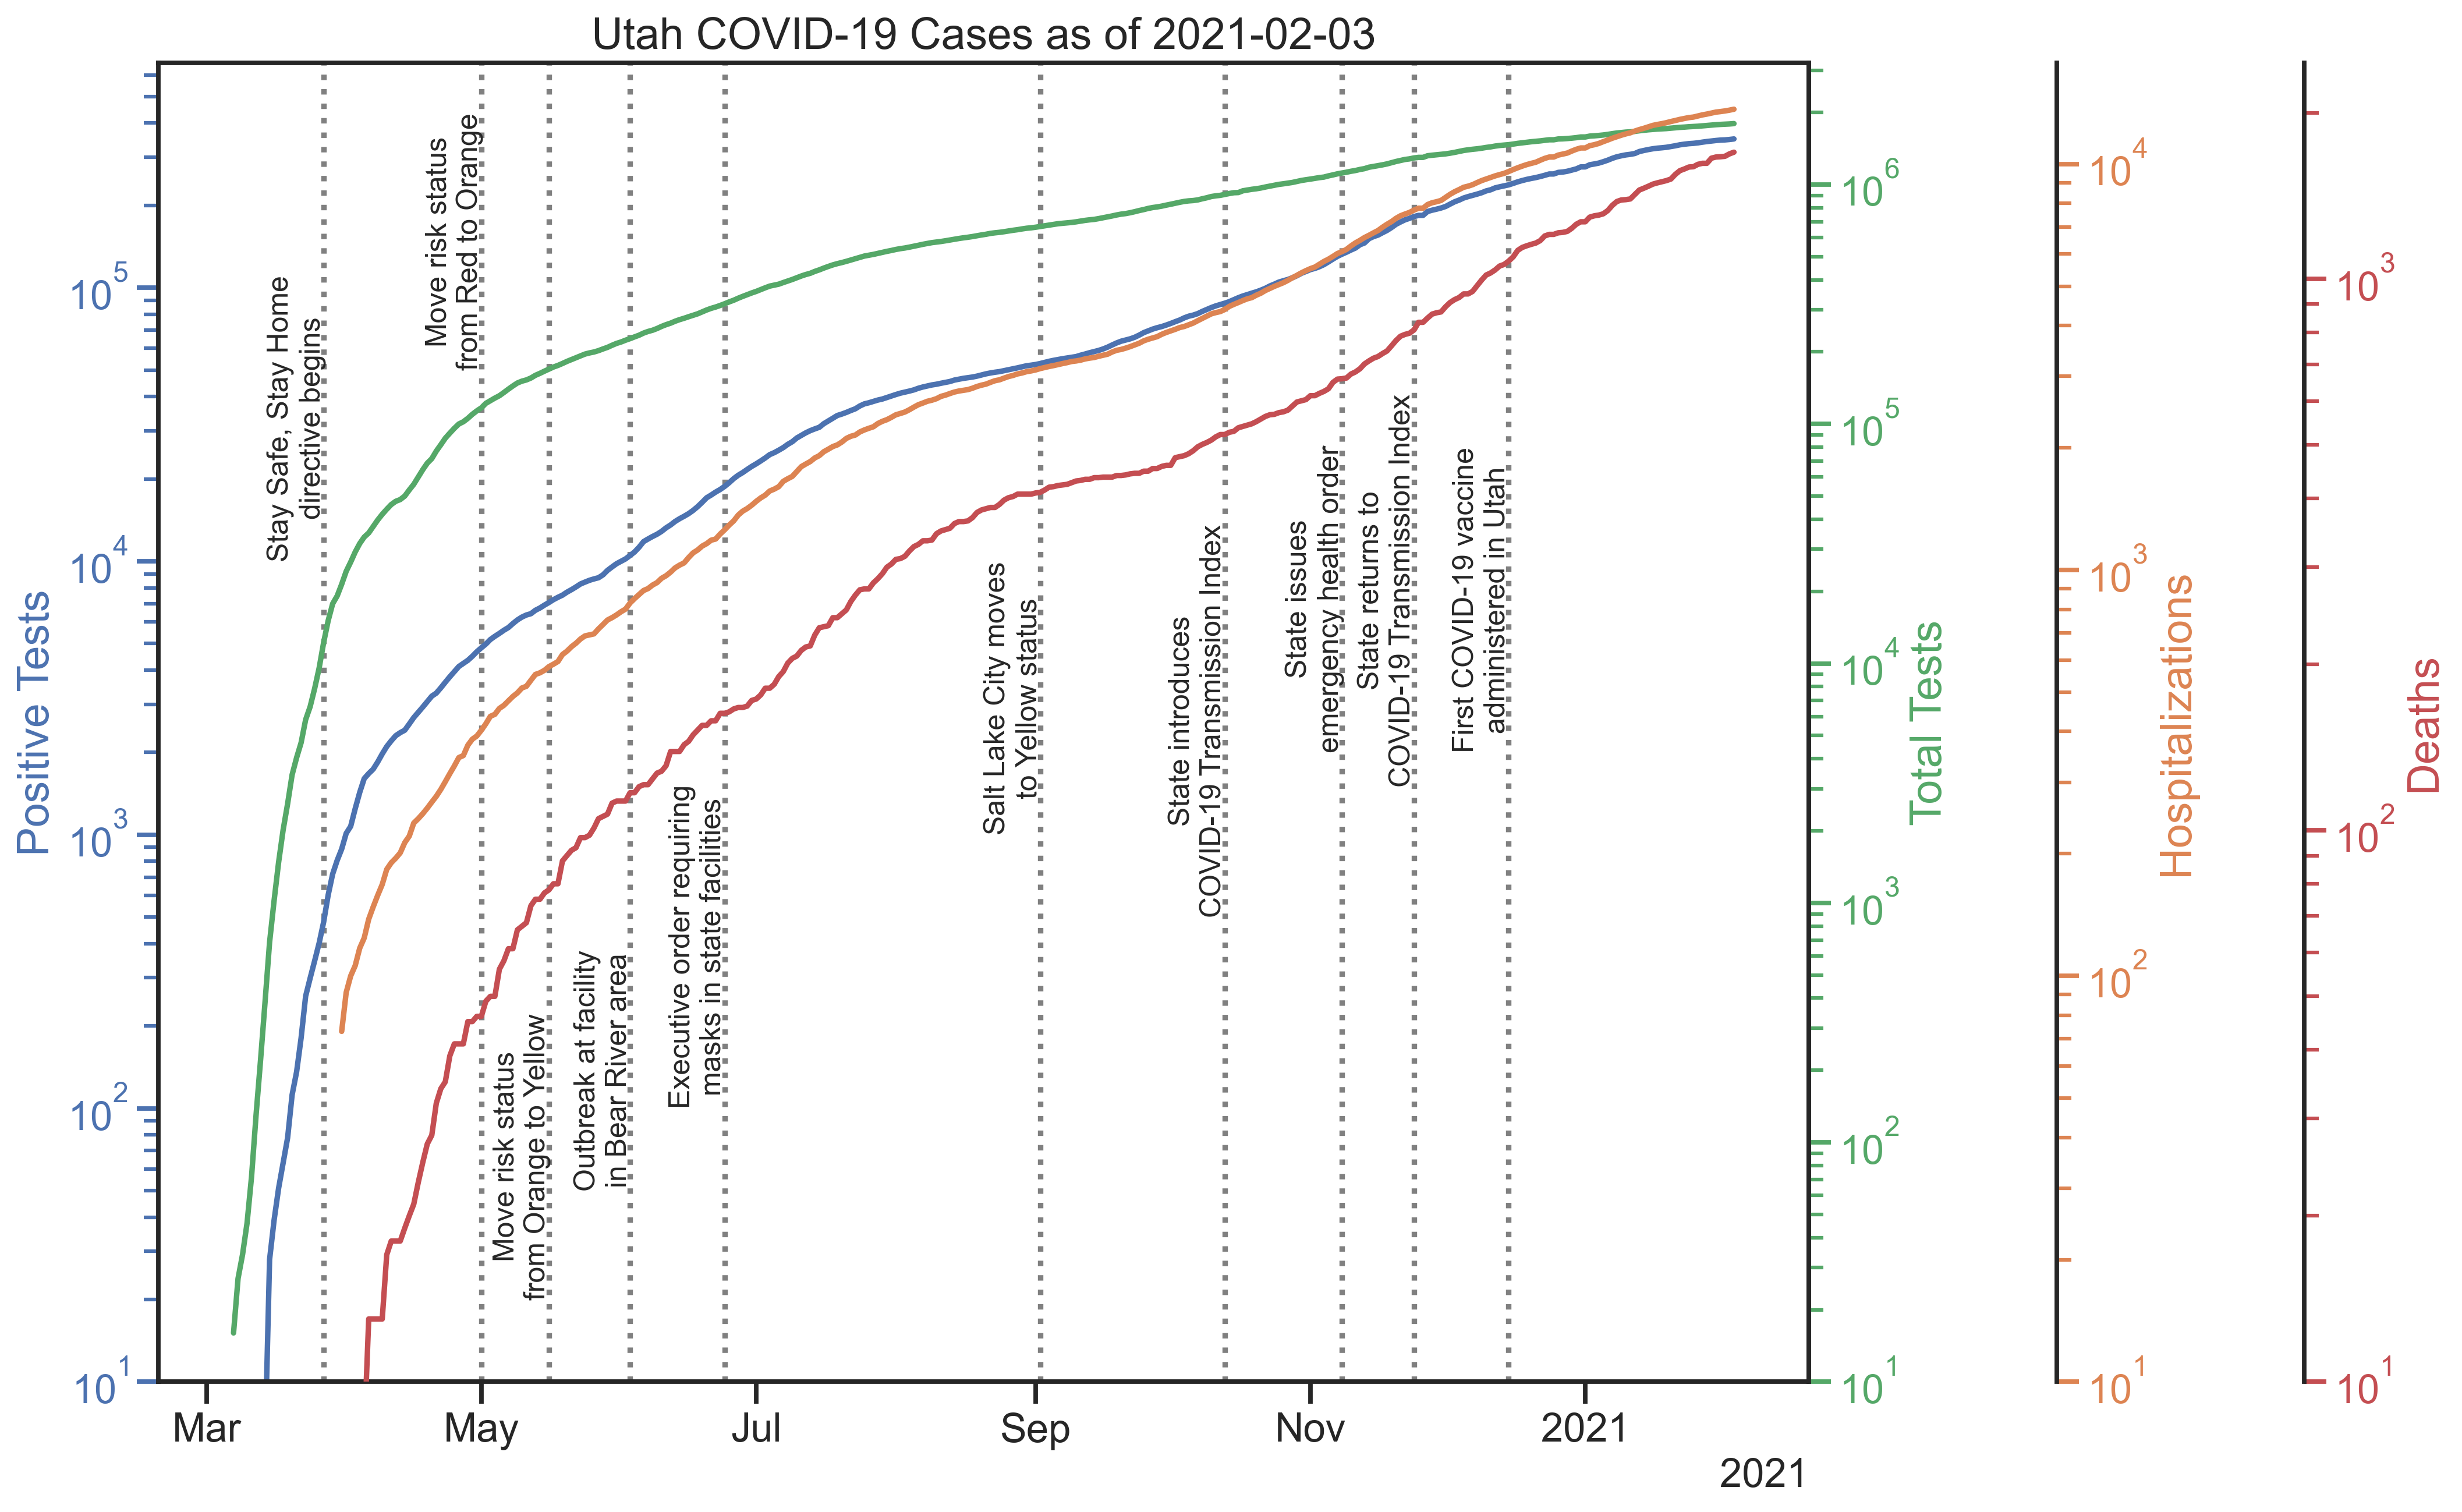 Utah COVID-19 Cases as of 2021-02-03
Positive Tests
10^5
10^4
10^3
10^2
10^1
Stay Safe, Stay Home
directive begins
Move risk status
from Red to Orange
Move risk status
from Orange to Yellow
Outbreak at facility
in Bear River area
Executive order requiring
masks in state facilities
Salt Lake City moves
to Yellow status
State introduces
COVID-19 Transmission Index
State issues
emergency health order
State returns to
COVID-19 Transmission Index
First COVID-19 vaccine
administered in Utah
10^6
10^5
10^4
10^3
10^2
10^1
Total Tests
10^4
10^3
10^2
10^1
Hospitalizations
10^3
10^2
10^1
Deaths
Mar
May
Jul
Sep
Nov
2021
2021